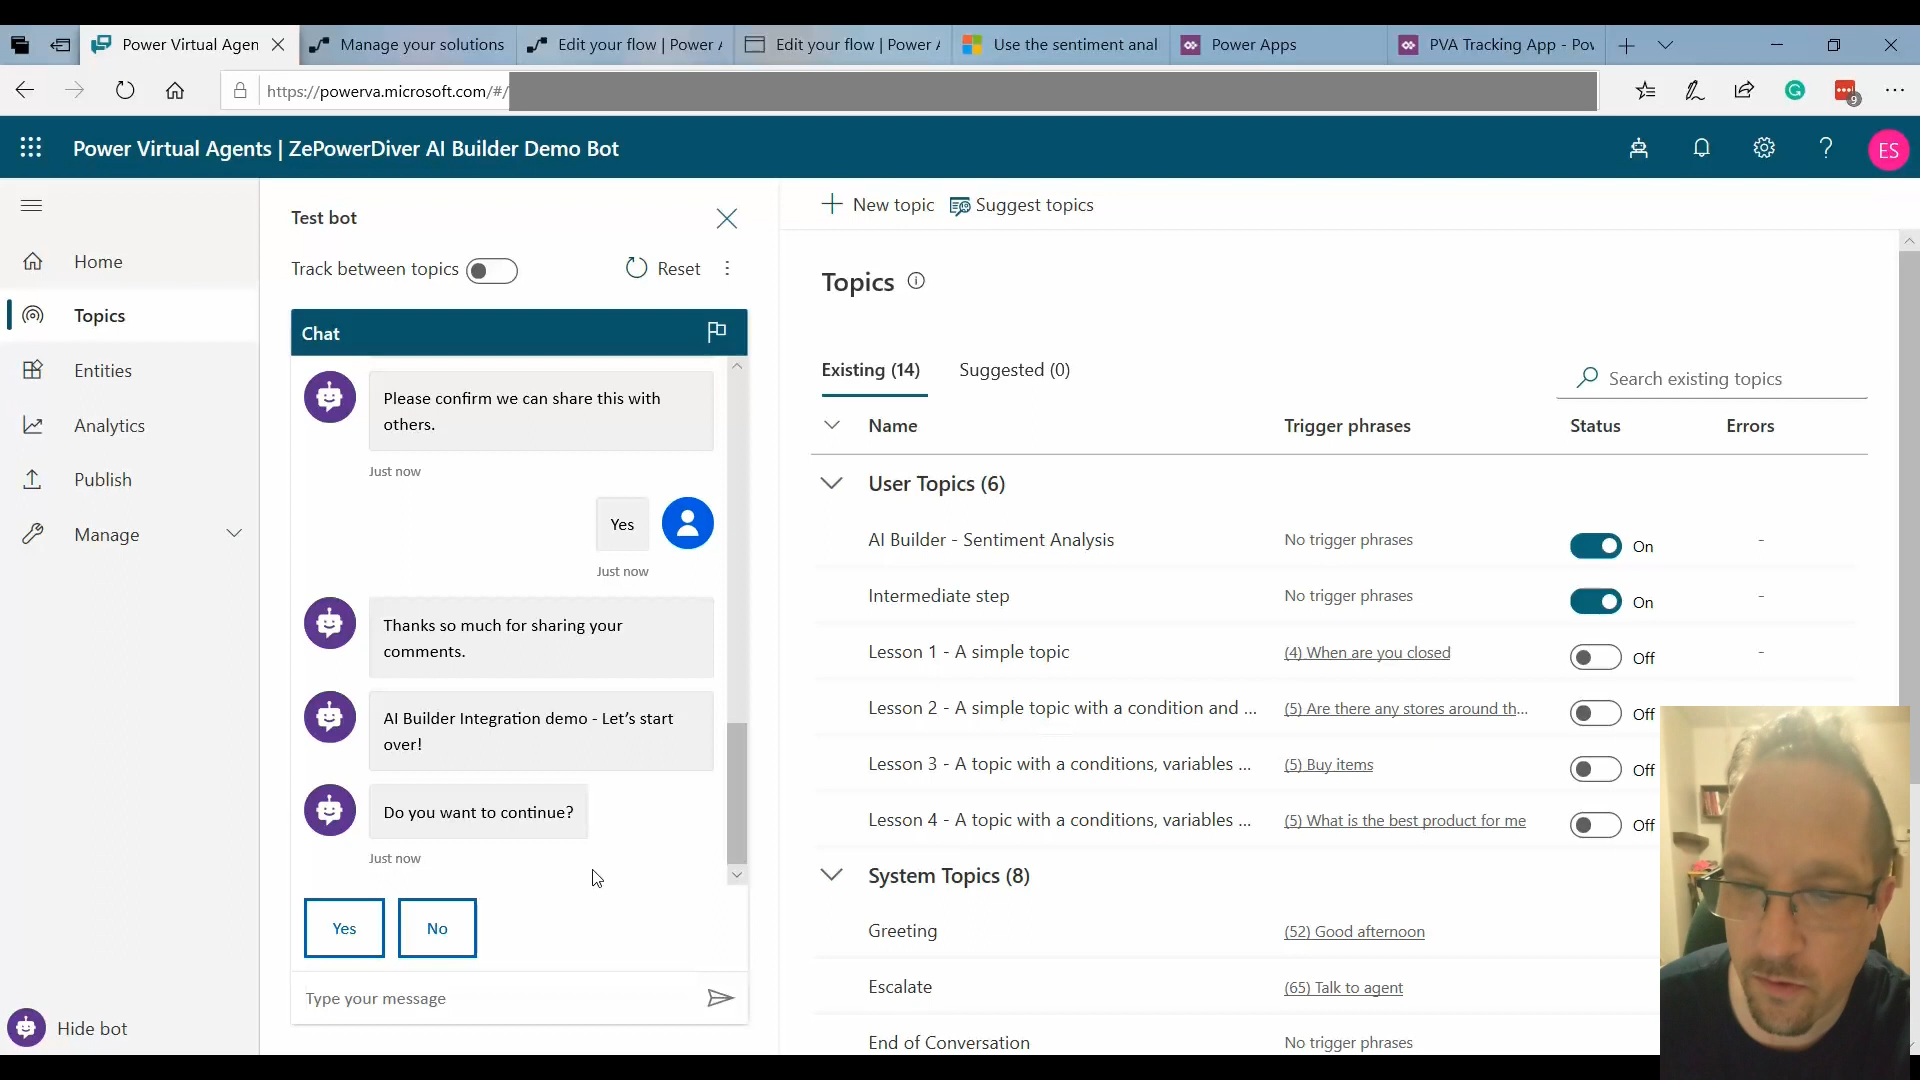 Power Virtual Agen
Manage your solutions
Edit your flow | Power A
Edit your flow | Power A
Use the sentiment anal
Power Apps
PVA Tracking App - Pow
https://powerva.microsoft.com/#/
9
Power Virtual Agents | ZePowerDiver AI Builder Demo Bot
ES
Home
Topics
Entities
Analytics
Publish
Manage
Hide bot
Test bot
Track between topics
Reset
Chat
Please confirm we can share this with
others.
Just now
Yes
Just now
Thanks so much for sharing your
comments.
AI Builder Integration demo - Let’s start
over!
Do you want to continue?
Just now
Yes
No
Type your message
New topic
Suggest topics
Topics
Existing (14)
Suggested (0)
Search existing topics
Name
Trigger phrases
Status
Errors
User Topics (6)
AI Builder - Sentiment Analysis
No trigger phrases
On
-
Intermediate step
No trigger phrases
On
-
Lesson 1 - A simple topic
(4) When are you closed
Off
-
Lesson 2 - A simple topic with a condition and ...
(5) Are there any stores around th...
Off
Lesson 3 - A topic with a conditions, variables ...
(5) Buy items
Off
Lesson 4 - A topic with a conditions, variables ...
(5) What is the best product for me
Off
System Topics (8)
Greeting
(52) Good afternoon
Escalate
(65) Talk to agent
End of Conversation
No trigger phrases